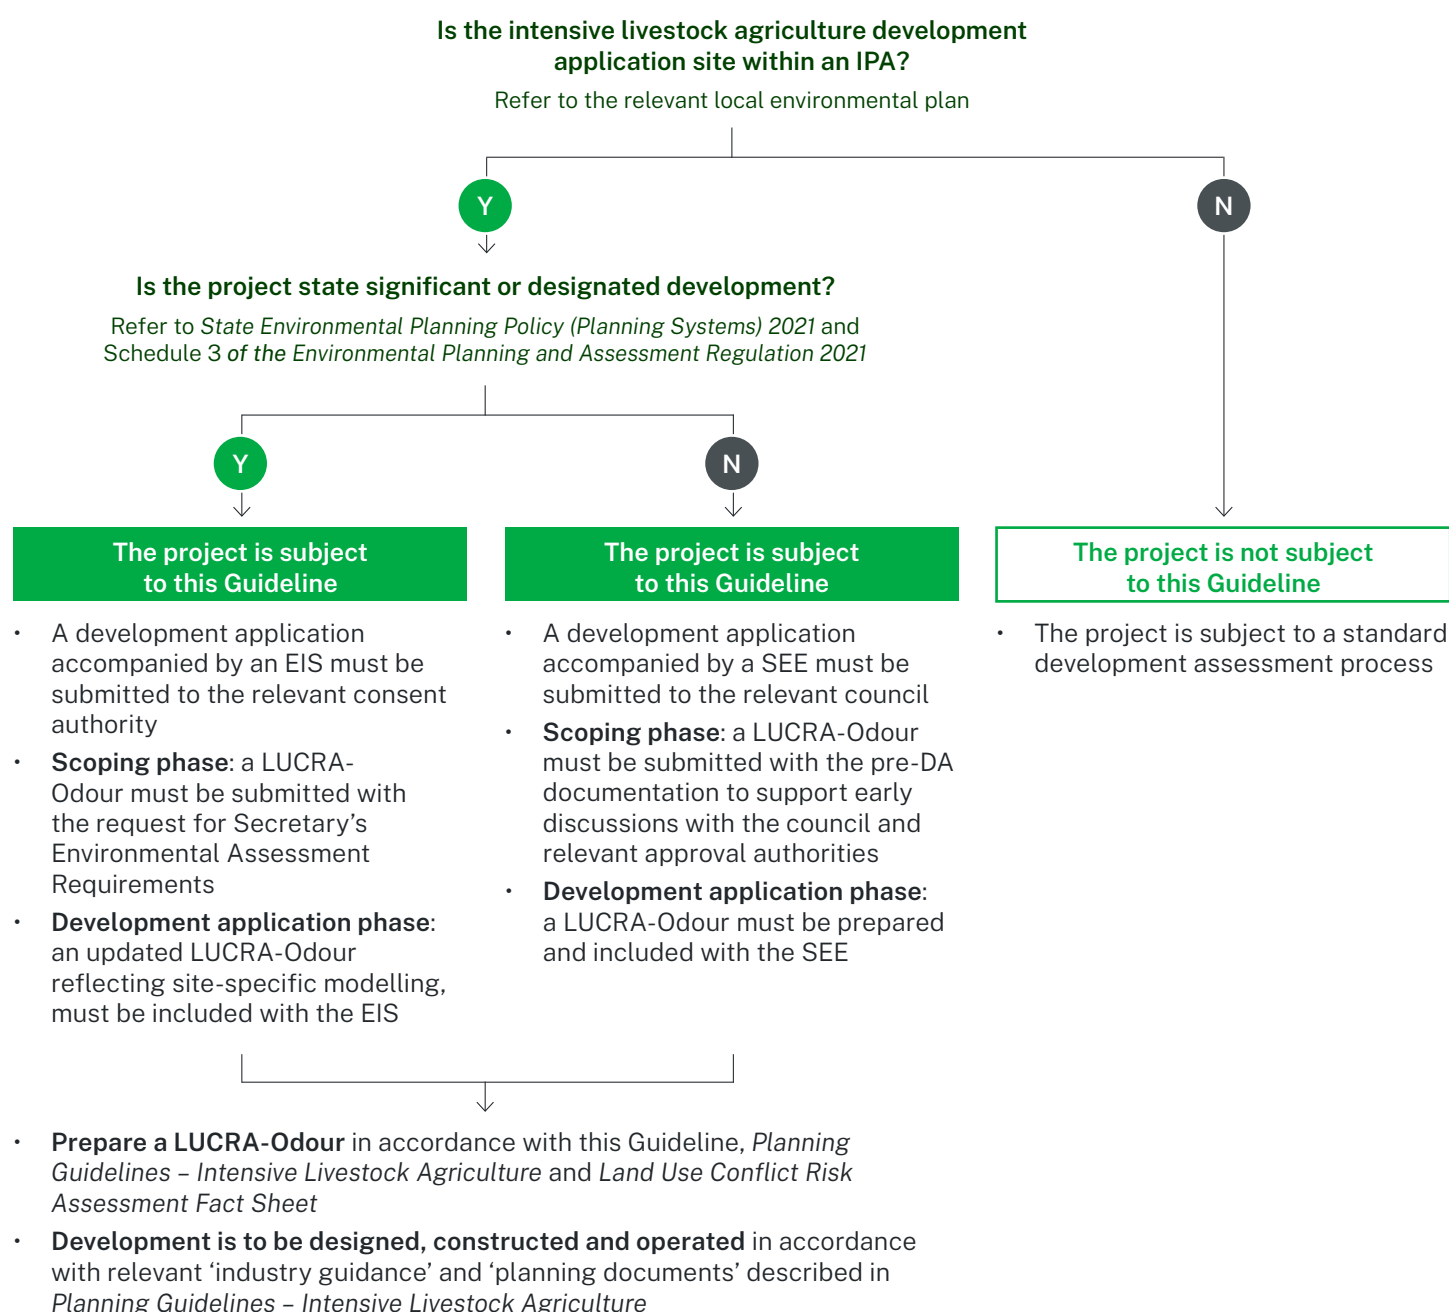 Is the intensive livestock agriculture development
application site within an IPA?
Refer to the relevant local environmental plan
Y
N
Is the project state significant or designated development?
Refer to State Environmental Planning Policy (Planning Systems) 2021 and
Schedule 3 of the Environmental Planning and Assessment Regulation 2021
Y
N
The project is subject
to this Guideline
• A development application
accompanied by an EIS must be
submitted to the relevant consent
authority
• Scoping phase: a LUCRA-
Odour must be submitted with
the request for Secretary’s
Environmental Assessment
Requirements
• Development application phase:
an updated LUCRA-Odour
reflecting site-specific modelling,
must be included with the EIS
The project is subject
to this Guideline
• A development application
accompanied by a SEE must be
submitted to the relevant council
• Scoping phase: a LUCRA-Odour
must be submitted with the pre-DA
documentation to support early
discussions with the council and
relevant approval authorities
• Development application phase:
a LUCRA-Odour must be prepared
and included with the SEE
The project is not subject
to this Guideline
• The project is subject to a standard
development assessment process
• Prepare a LUCRA-Odour in accordance with this Guideline, Planning
Guidelines – Intensive Livestock Agriculture and Land Use Conflict Risk
Assessment Fact Sheet
• Development is to be designed, constructed and operated in accordance
with relevant ‘industry guidance’ and ‘planning documents’ described in
Planning Guidelines – Intensive Livestock Agriculture